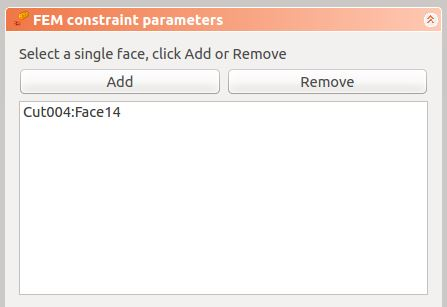 FEM constraint parameters
Select a single face, click Add or Remove
Add Remove
Cut004:Face14